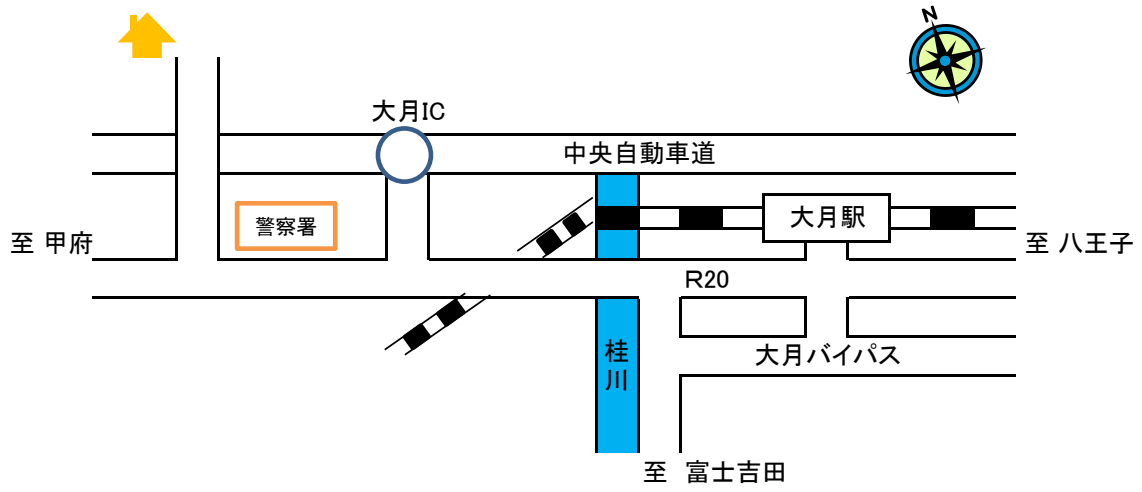 N
大月IC
中央自動車道
警察署
大月駅
至 甲府
至 八王子
R20
桂川
大月バイパス
至 富士吉田